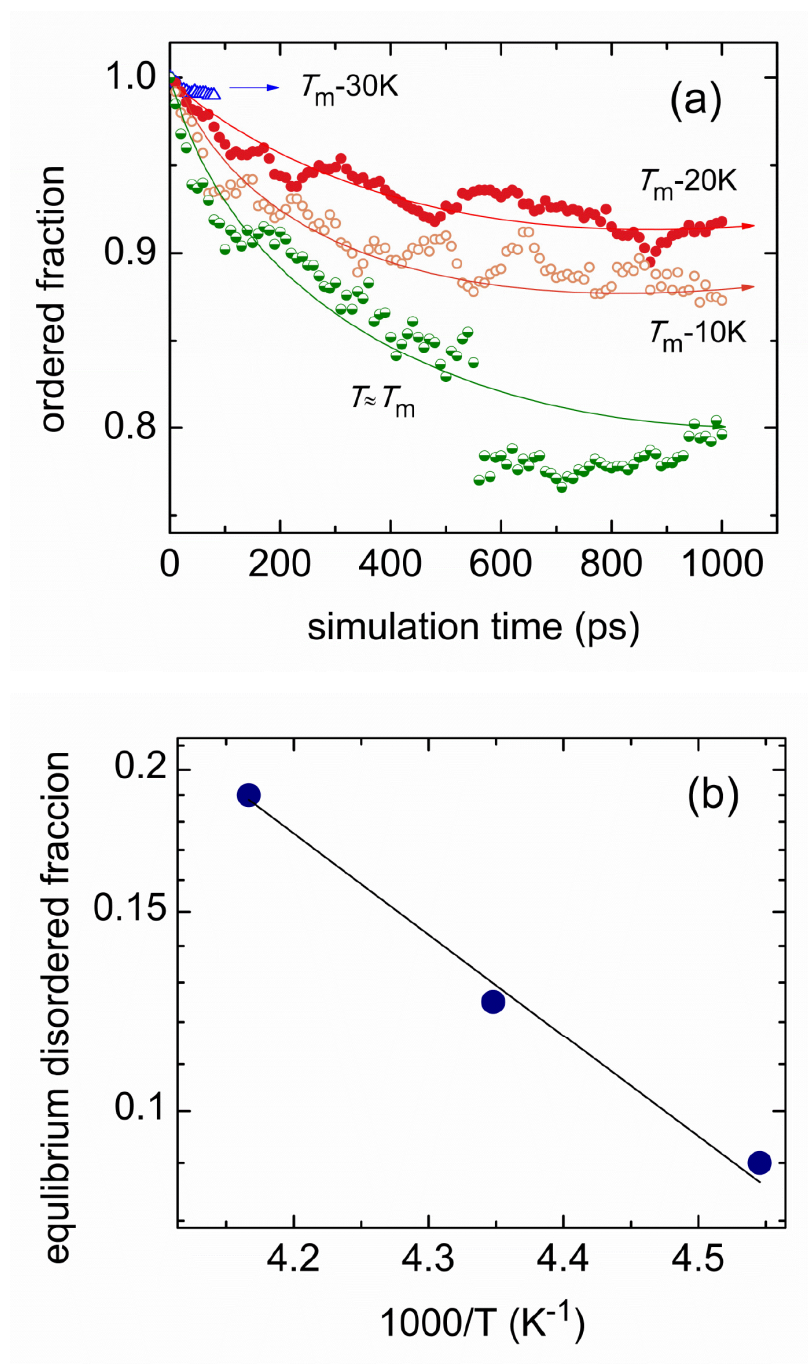 (a)
1.0
0.9
0.8
ordered fraction
Tm-30K
Tm-20K
Tm-10K
T≈Tm
0 200 400 600 800 1000
simulation time (ps)
(b)
0.2
0.15
0.1
equlibrium disordered fraccion
4.2 4.3 4.4 4.5
1000/T (K-1)